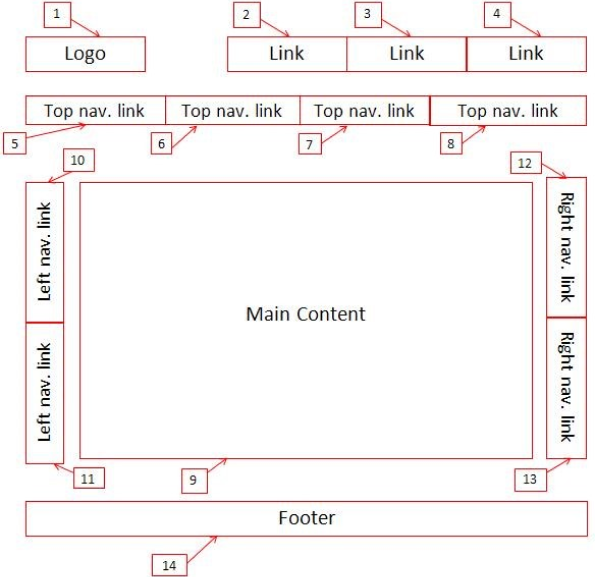 1
2
3
4
Logo
Link
Link
Link
Top nav. link
Top nav. link
Top nav. link
Top nav. link
5
6
7
8
10
12
Left nav. link
Left nav. link
Main Content
Right nav. link
Right nav. link
11
9
13
Footer
14